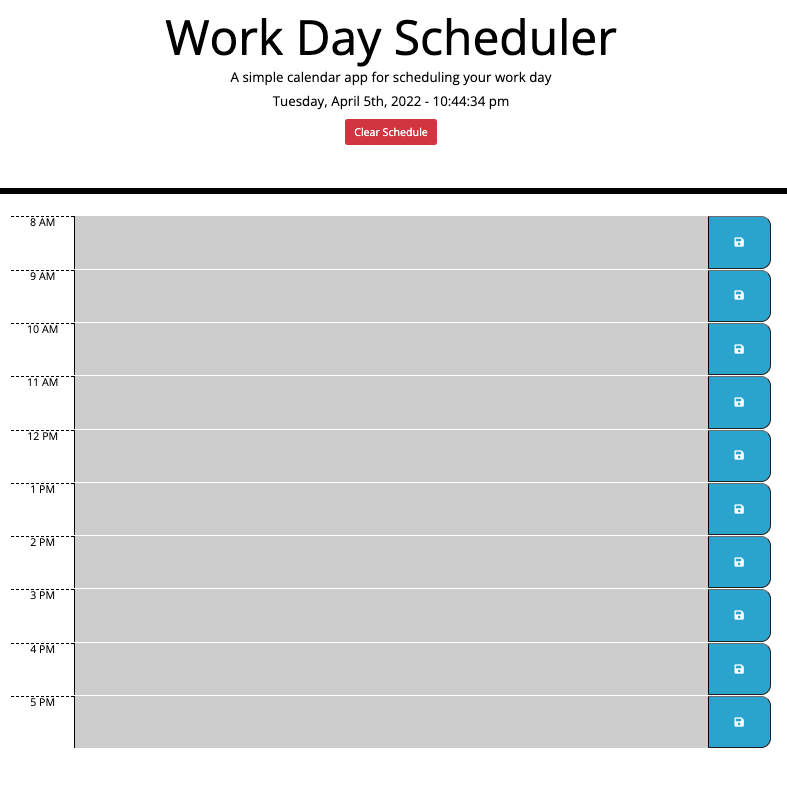 Work Day Scheduler
A simple calendar app for scheduling your work day
Tuesday, April 5th, 2022 - 10:44:34 pm
Clear Schedule
8 AM
9 AM
10 AM
11 AM
12 PM
1 PM
2 PM
3 PM
4 PM
5 PM